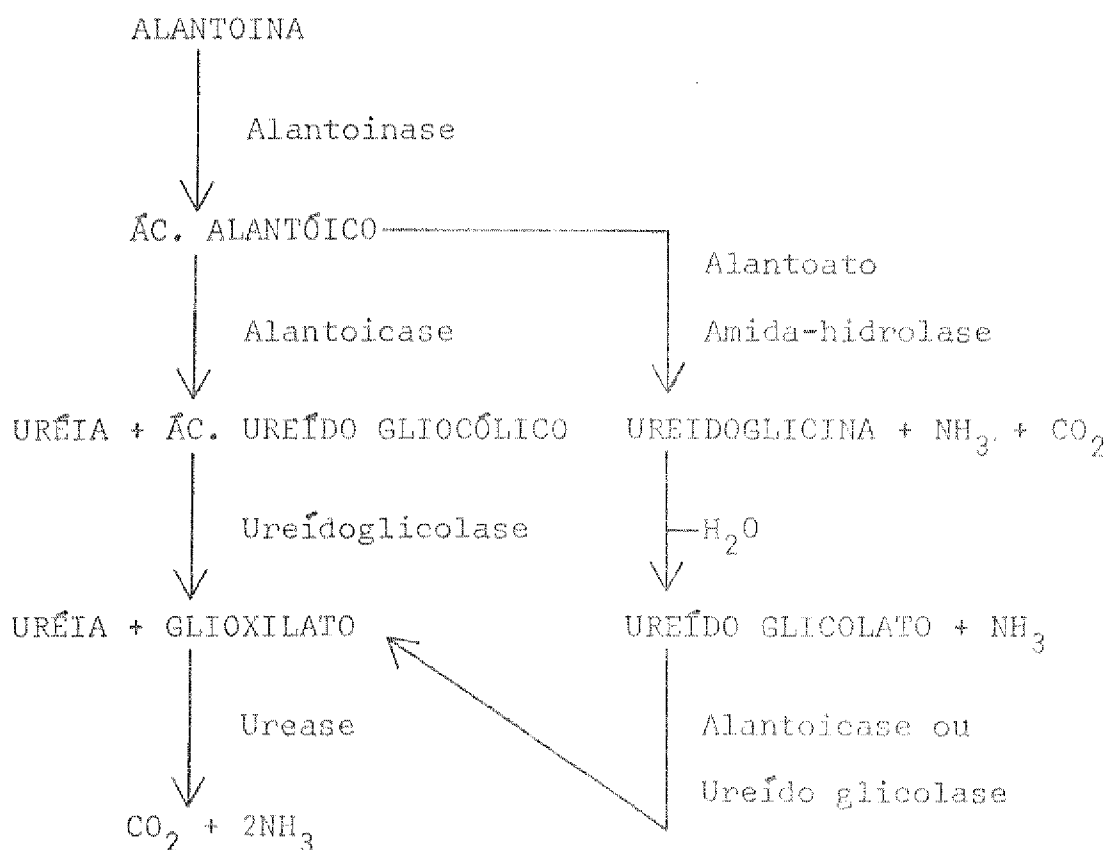 ALANTOINA
Alantoinase
ÁC. ALANTÓICO
Alantoato
Alantoicase
Amida-hidrolase
URÉIA + ÁC. UREÍDO GLIOCÓLICO
UREIDOGLICINA + NH3 + CO2
Ureídoglicolase
H2O
URÉIA + GLIOXILATO
UREÍDO GLICOLATO + NH3
Urease
Alantoicase ou
Ureído glicolase
CO2 + 2NH3